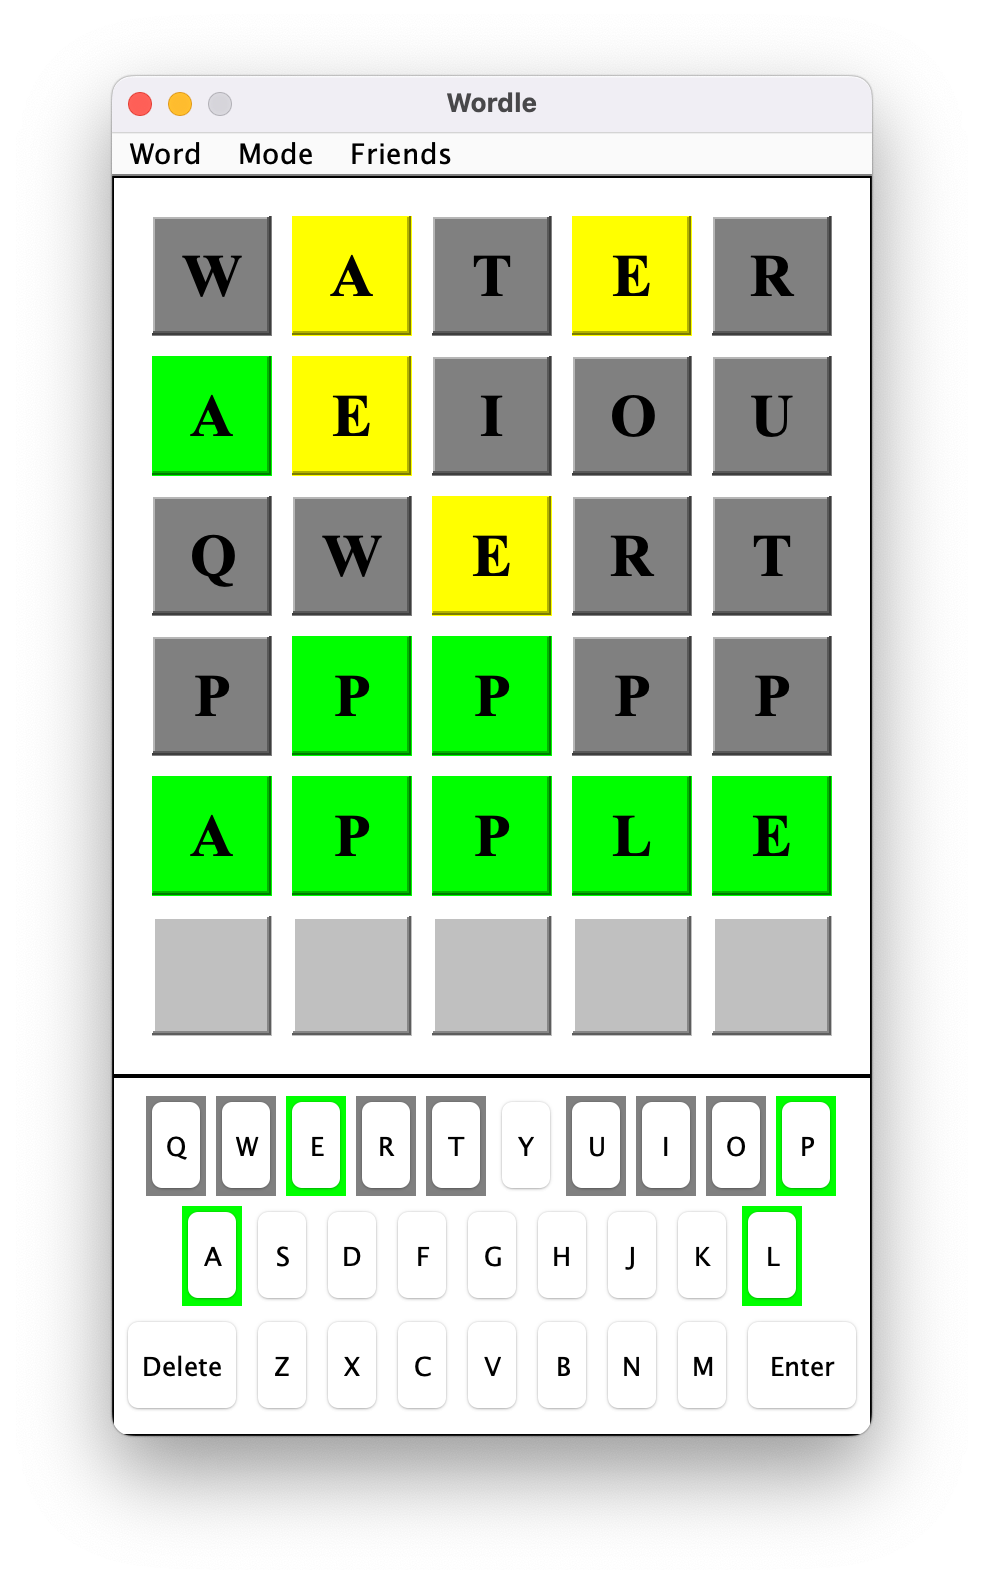 Wordle
Word Mode Friends
W A T E R
A E I O U
Q W E R T
P P P P P
A P P L E
Q W E R T Y U I O P
A S D F G H J K L
Delete Z X C V B N M Enter